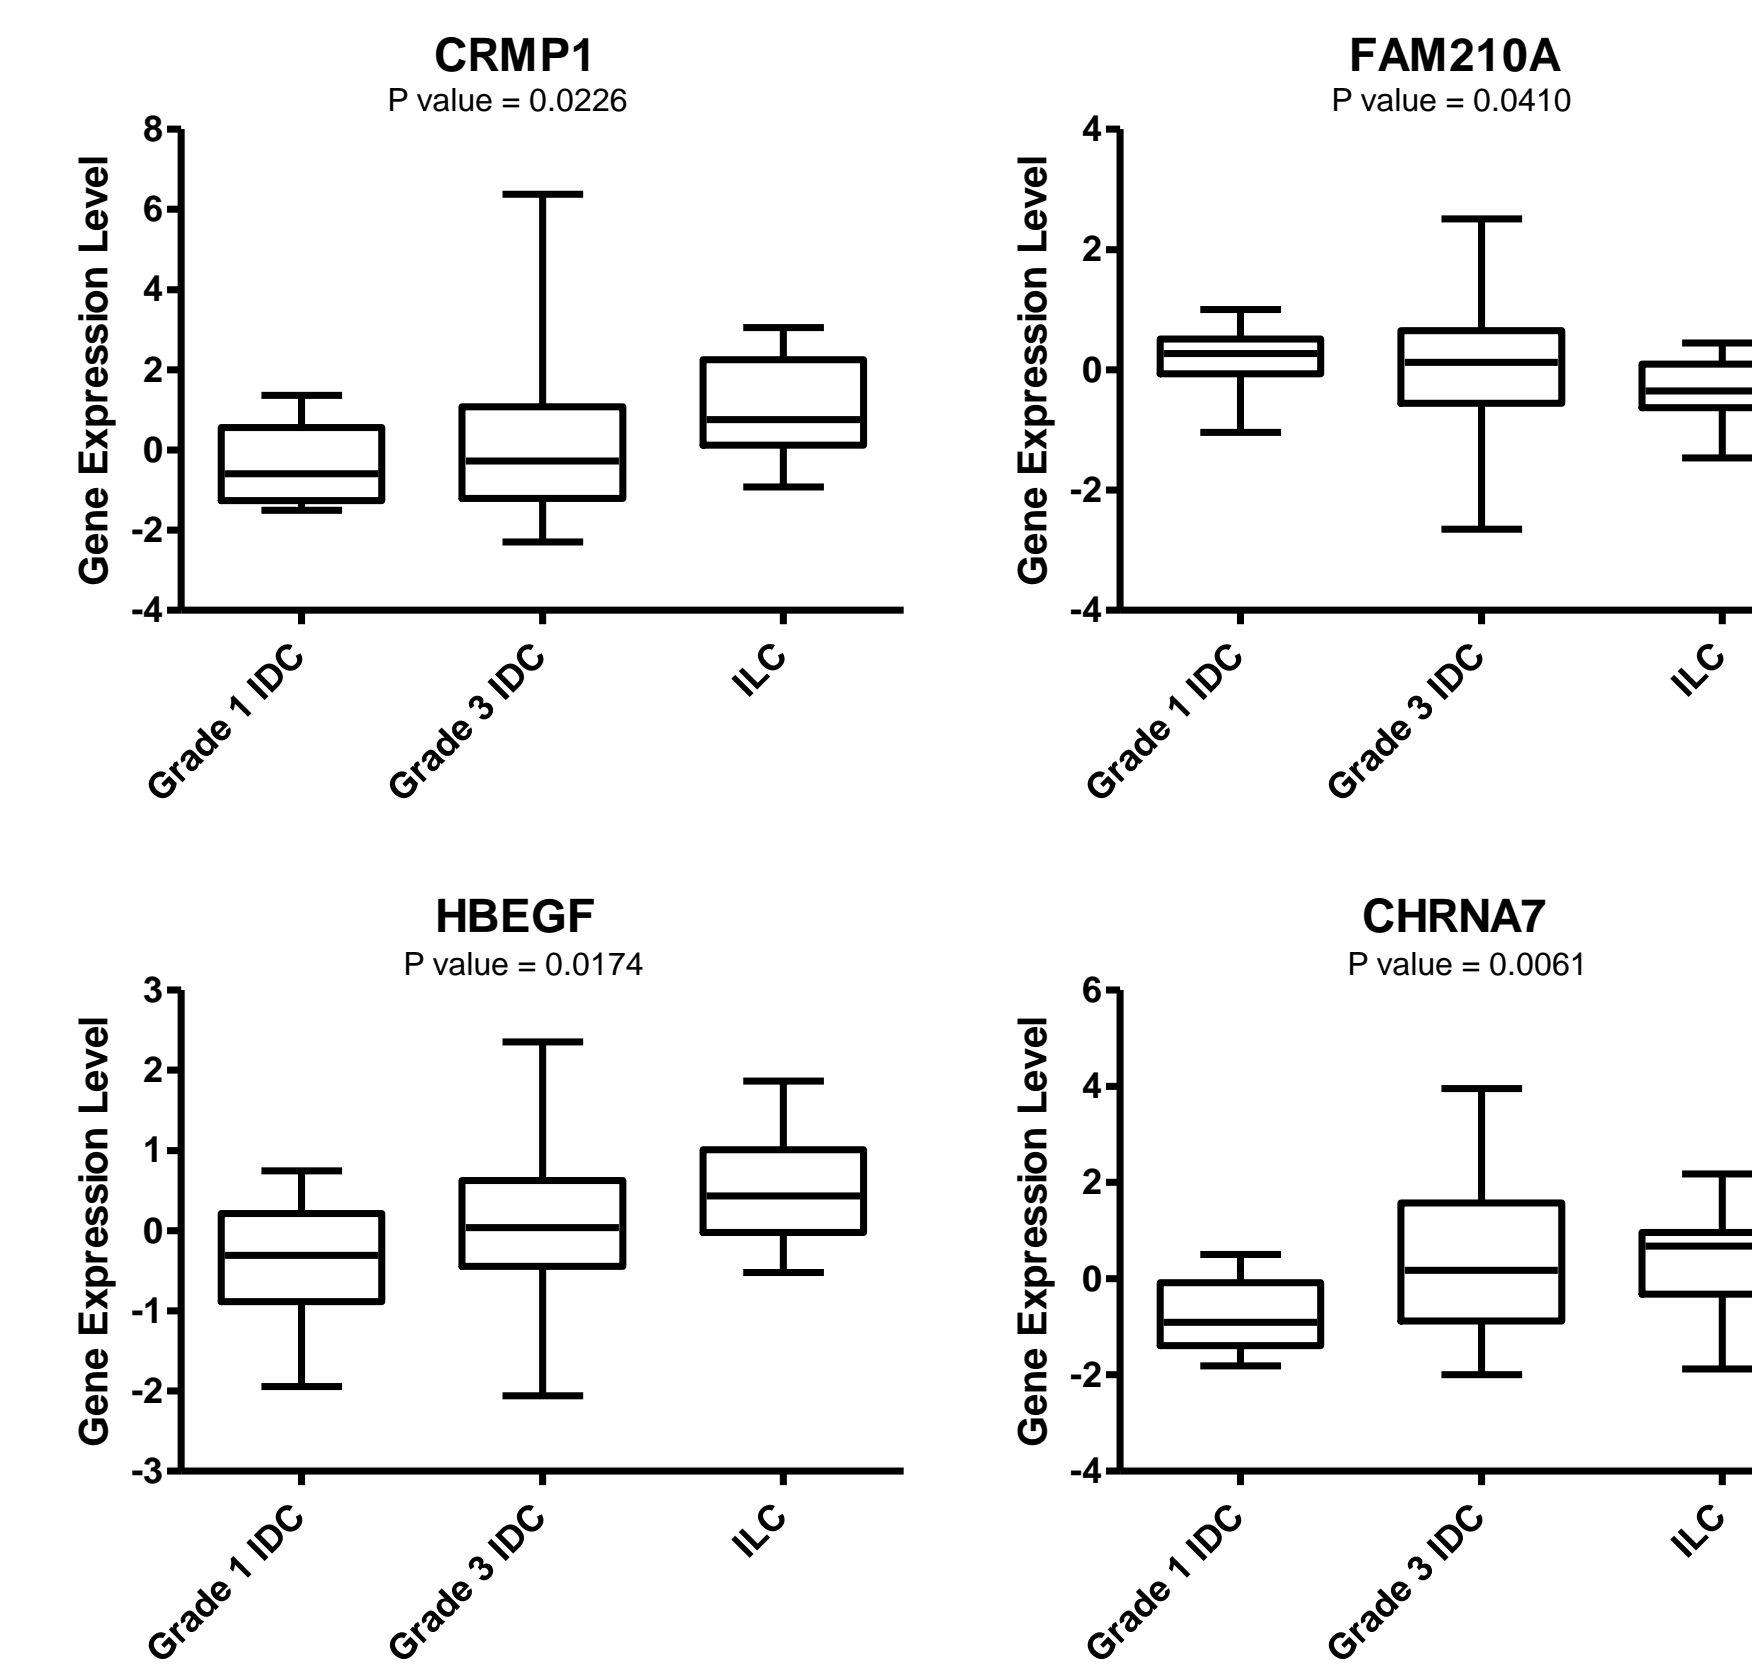 CRMP1
P value = 0.0226
8
6
4
2
0
-2
-4
Gene Expression Level
Grade 1 IDC
Grade 3 IDC
ILC
FAM210A
P value = 0.0410
4
2
0
-2
-4
Gene Expression Level
Grade 1 IDC
Grade 3 IDC
ILC
HBEGF
P value = 0.0174
3
2
1
0
-1
-2
-3
Gene Expression Level
Grade 1 IDC
Grade 3 IDC
ILC
CHRNA7
P value = 0.0061
6
4
2
0
-2
-4
Gene Expression Level
Grade 1 IDC
Grade 3 IDC
ILC